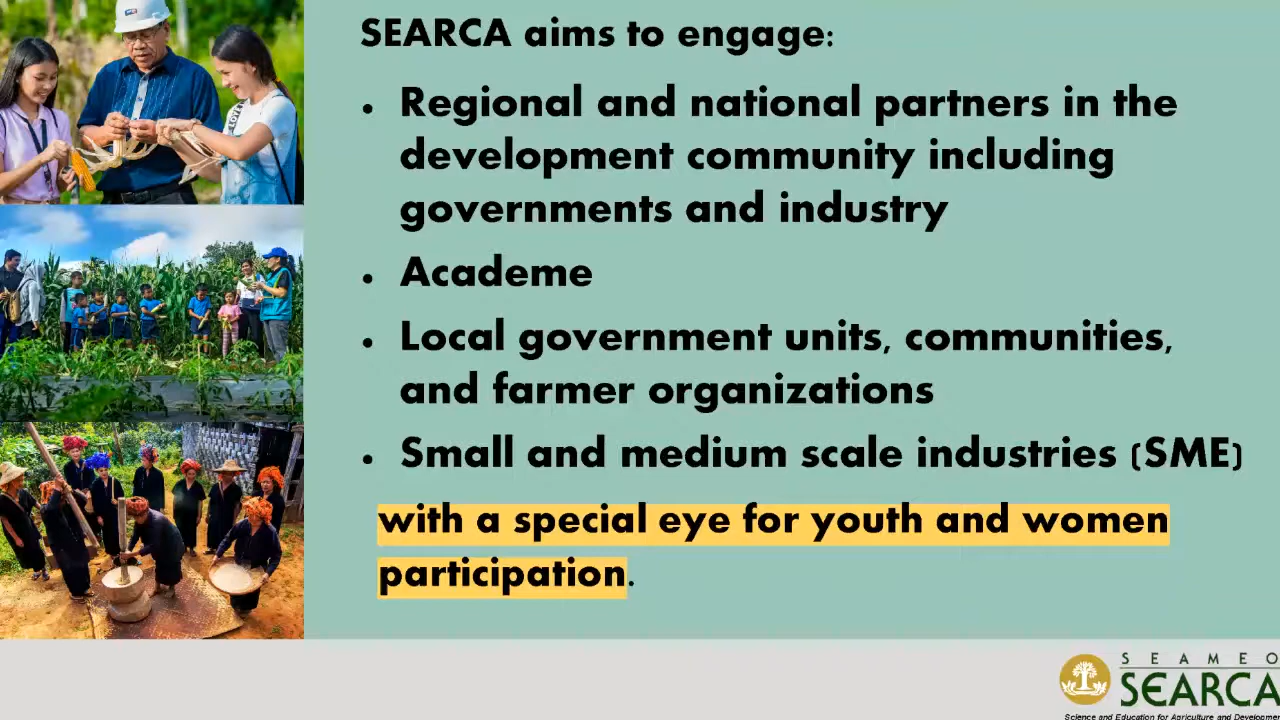 SEARCA aims to engage:
• Regional and national partners in the
development community including
governments and industry
• Academe
• Local government units, communities,
and farmer organizations
• Small and medium scale industries (SME)
with a special eye for youth and women
participation.
SEAMEO
SEARCA
Science and Education for Agriculture and Developmen